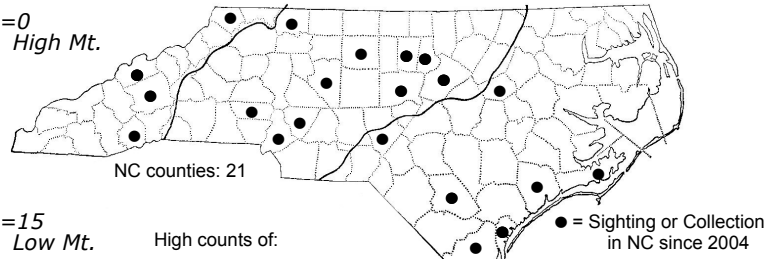 =0
High Mt.
NC counties: 21
=15
Low Mt.
High counts of:
● = Sighting or Collection
in NC since 2004